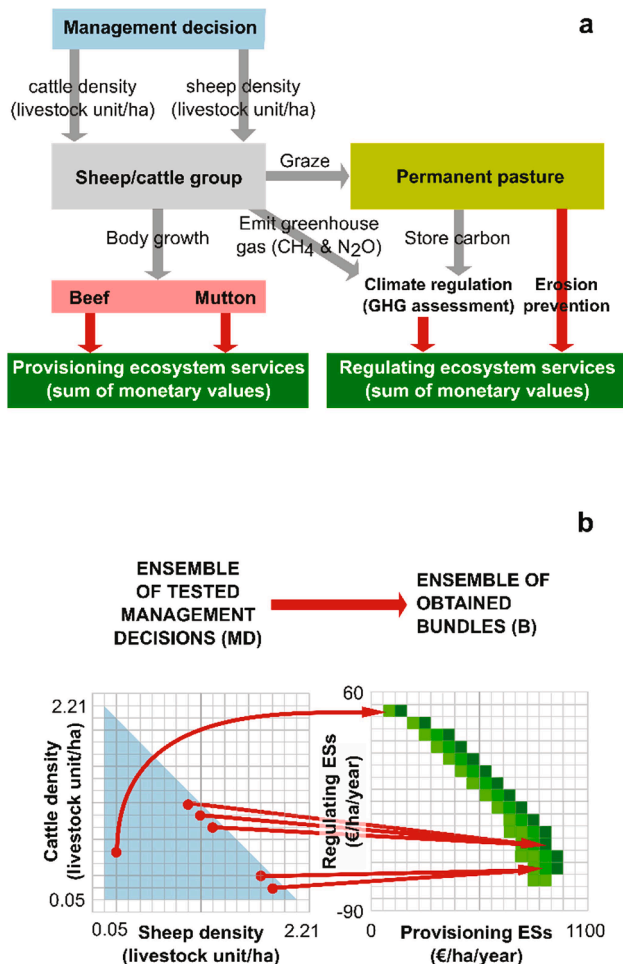 a
Management decision
cattle density
(livestock unit/ha)
sheep density
(livestock unit/ha)
Sheep/cattle group
Graze
Permanent pasture
Body growth
Emit greenhouse
gas (CH4 & N2O)
Store carbon
Beef
Mutton
Climate regulation
(GHG assessment)
Erosion
prevention
Provisioning ecosystem services
(sum of monetary values)
Regulating ecosystem services
(sum of monetary values)
b
ENSEMBLE
OF TESTED
MANAGEMENT
DECISIONS (MD)
ENSEMBLE OF
OBTAINED
BUNDLES (B)
2.21
Cattle density
(livestock unit/ha)
0.05
0.05
2.21
Sheep density
(livestock unit/ha)
60
Regulating ESs
(€/ha/year)
-90
0
1100
Provisioning ESs
(€/ha/year)